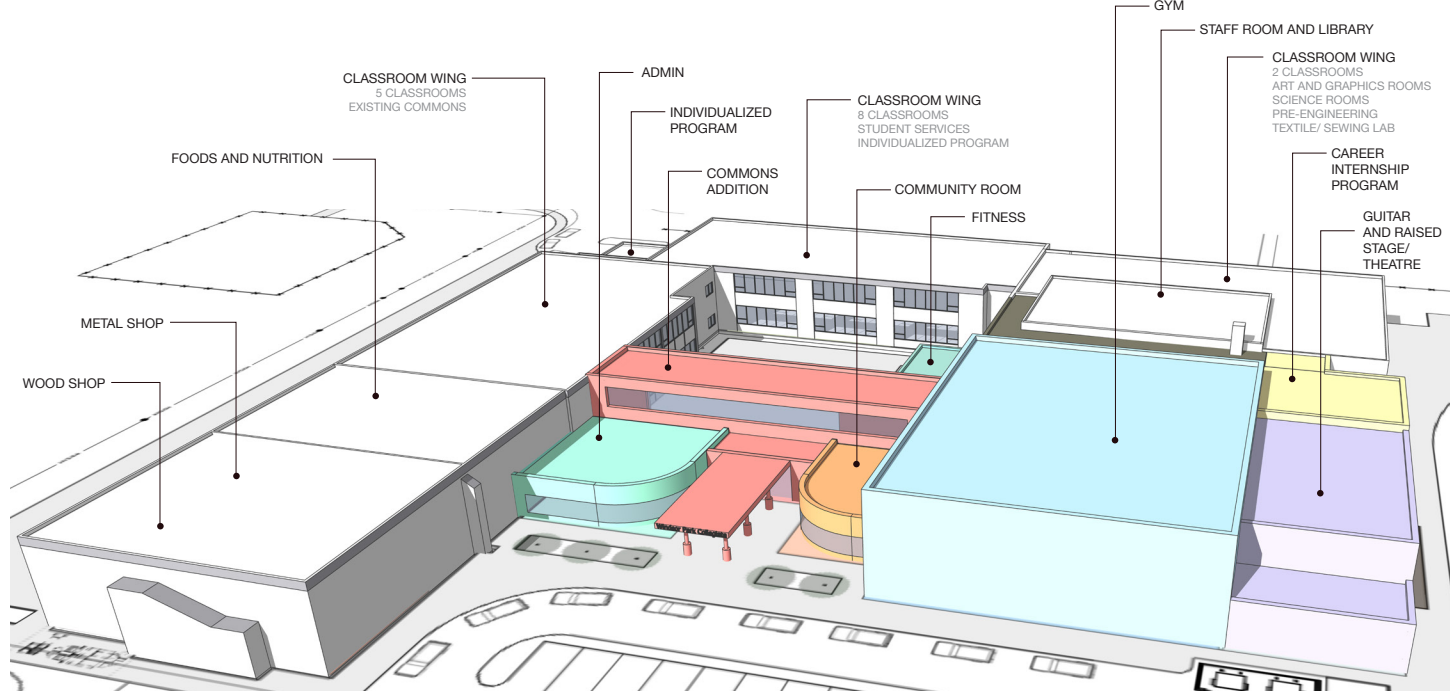 GYM
STAFF ROOM AND LIBRARY
CLASSROOM WING
2 CLASSROOMS
ART AND GRAPHICS ROOMS
SCIENCE ROOMS
PRE-ENGINEERING
TEXTILE/ SEWING LAB
ADMIN
CLASSROOM WING
5 CLASSROOMS
EXISTING COMMONS
CLASSROOM WING
8 CLASSROOMS
STUDENT SERVICES
INDIVIDUALIZED PROGRAM
INDIVIDUALIZED
PROGRAM
FOODS AND NUTRITION
CAREER
INTERNSHIP
PROGRAM
COMMONS
ADDITION
COMMUNITY ROOM
FITNESS
GUITAR
AND RAISED
STAGE/
THEATRE
METAL SHOP
WOOD SHOP
Windsor Park Collegiate